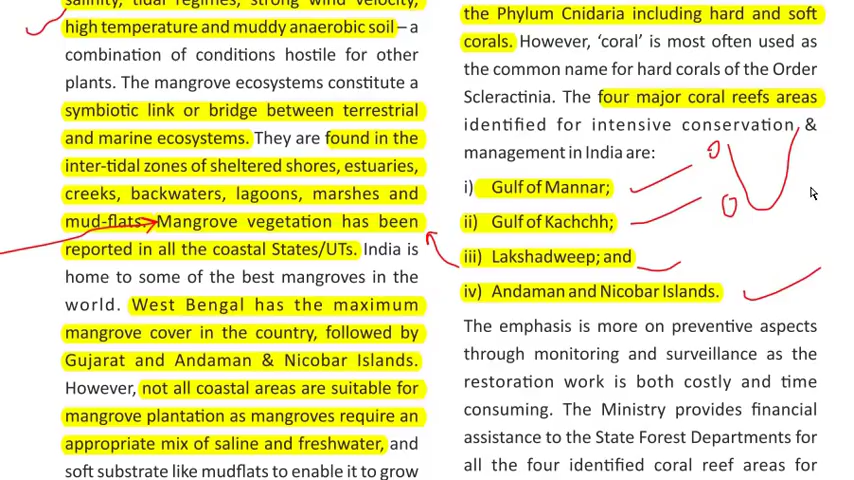 salinity, tidal regimes, strong wind velocity,
high temperature and muddy anaerobic soil – a
combination of conditions hostile for other
plants. The mangrove ecosystems constitute a
symbiotic link or bridge between terrestrial
and marine ecosystems. They are found in the
inter-tidal zones of sheltered shores, estuaries,
creeks, backwaters, lagoons, marshes and
mud-flats. Mangrove vegetation has been
reported in all the coastal States/UTs. India is
home to some of the best mangroves in the
world. West Bengal has the maximum
mangrove cover in the country, followed by
Gujarat and Andaman & Nicobar Islands.
However, not all coastal areas are suitable for
mangrove plantation as mangroves require an
appropriate mix of saline and freshwater, and
soft substrate like mudflats to enable it to grow
the Phylum Cnidaria including hard and soft
corals. However, ‘coral’ is most often used as
the common name for hard corals of the Order
Scleractinia. The four major coral reefs areas
identified for intensive conservation &
management in India are:
i) Gulf of Mannar;
ii) Gulf of Kachchh;
iii) Lakshadweep; and
iv) Andaman and Nicobar Islands.
The emphasis is more on preventive aspects
through monitoring and surveillance as the
restoration work is both costly and time
consuming. The Ministry provides financial
assistance to the State Forest Departments for
all the four identified coral reef areas for